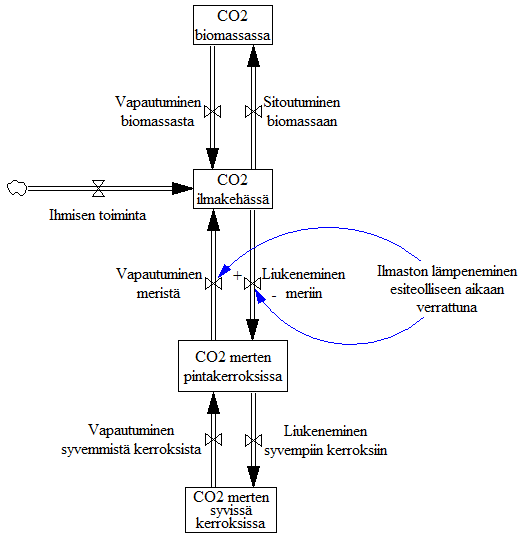 CO2
biomassassa
Vapautuminen
biomassasta
Sitoutuminen
biomassaan
CO2
ilmakehässä
Ihmisen toiminta
Vapautuminen
meristä
+
Liukeneminen
- meriin
Ilmaston lämpeneminen
esiteolliseen aikaan
verrattuna
CO2 merten
pintakerroksissa
Vapautuminen
syvemmistä kerroksista
Liukeneminen
syvempiin kerroksiin
CO2 merten
syvissä
kerroksissa